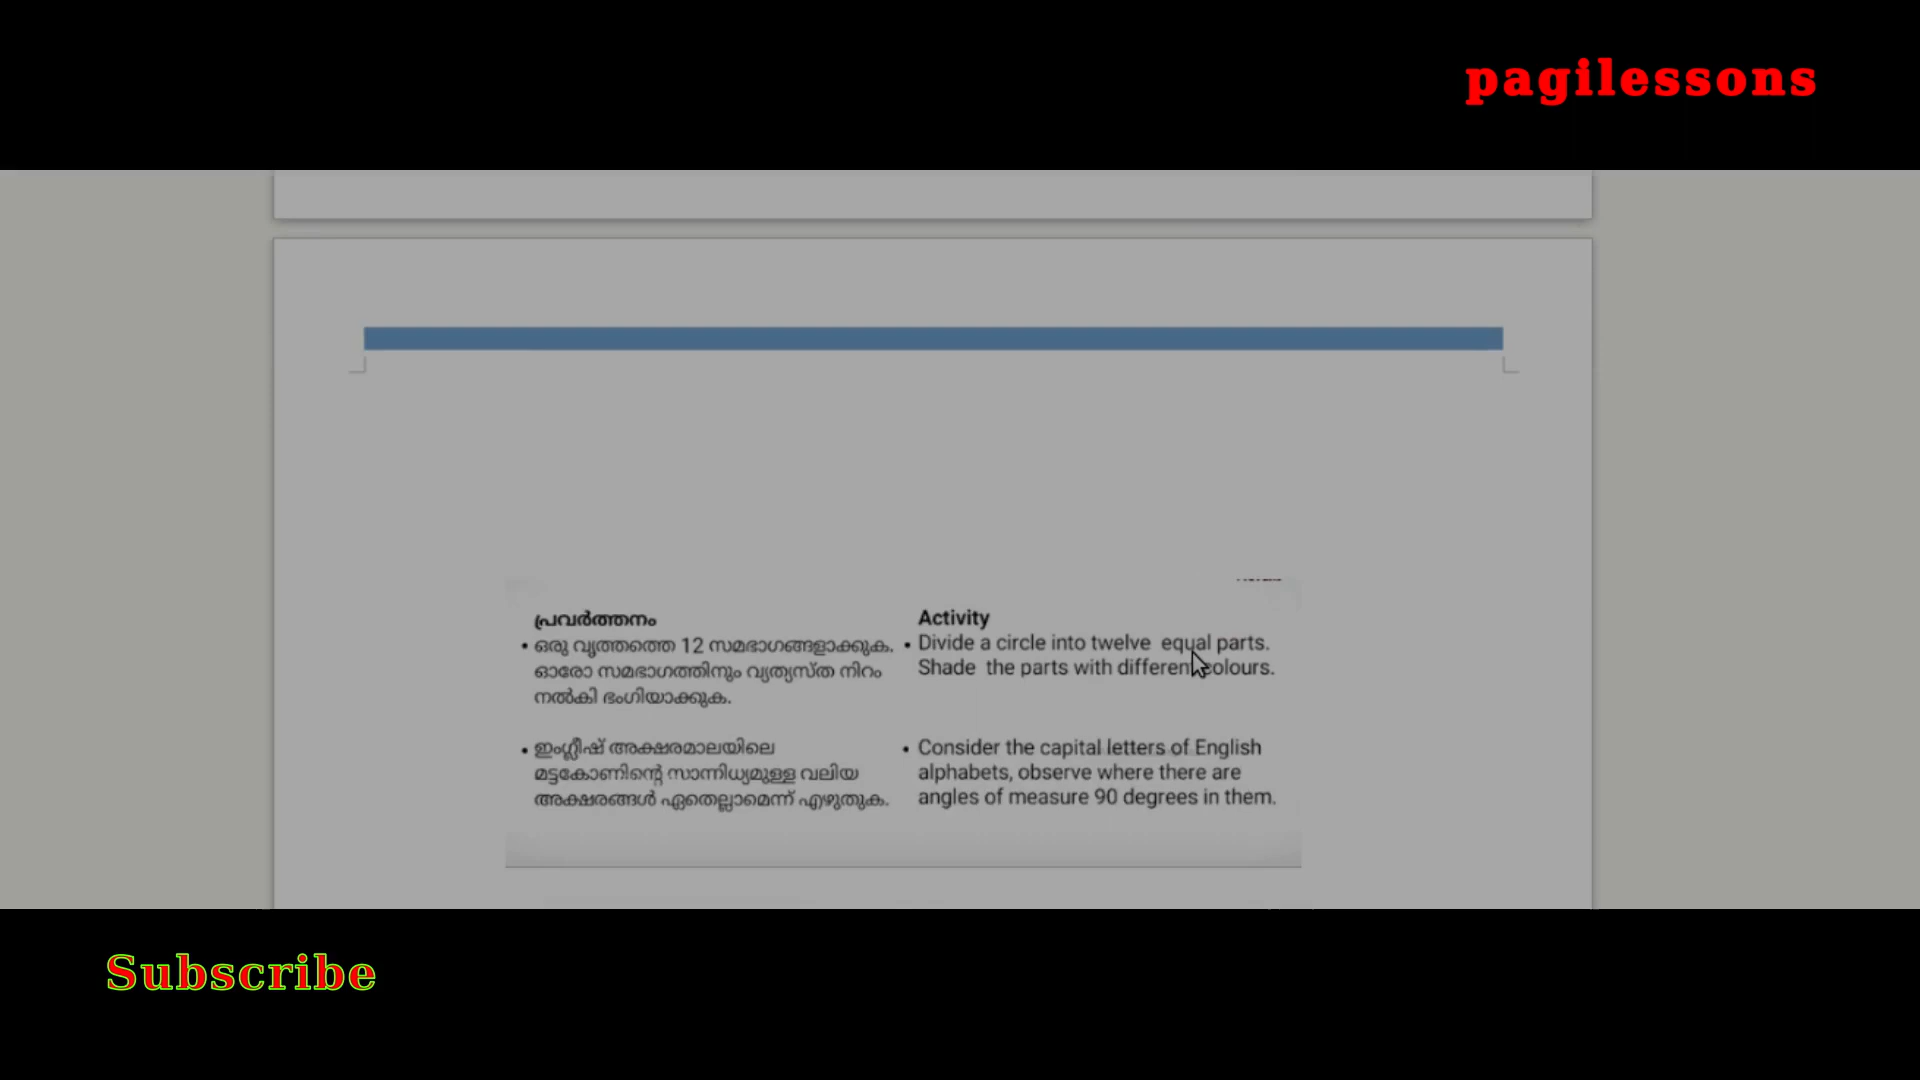 pagilessons
പ്രവർത്തനം
• ഒരു വൃത്തത്തെ 12 സമഭാഗങ്ങളാക്കുക.
ഓരോ സമഭാഗത്തിനും വ്യത്യസ്ത നിറം
നൽകി ഭംഗിയാക്കുക.
• ഇംഗ്ലീഷ് അക്ഷരമാലയിലെ
മട്ടകോണിന്റെ സാന്നിധ്യമുള്ള വലിയ
അക്ഷരങ്ങൾ ഏതെല്ലാമെന്ന് എഴുതുക.
Activity
• Divide a circle into twelve equal parts.
Shade the parts with different colours.
• Consider the capital letters of English
alphabets, observe where there are
angles of measure 90 degrees in them.
Subscribe